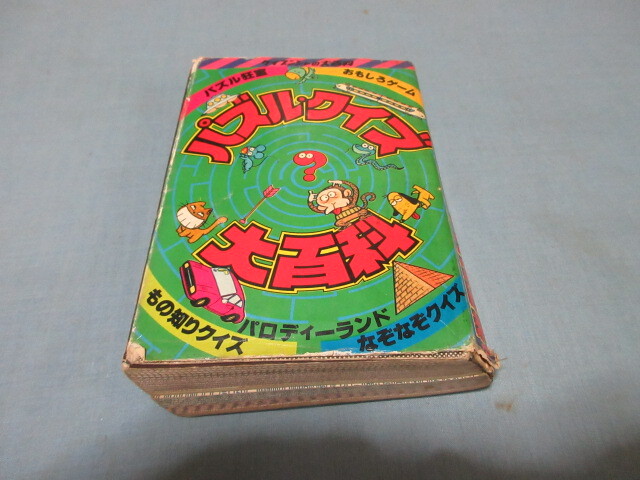 パズル狂室
おもしろゲーム
パズル・クイズ
?
大百科
もの知りクイズ
パロディーランド
なぞなぞクイズ